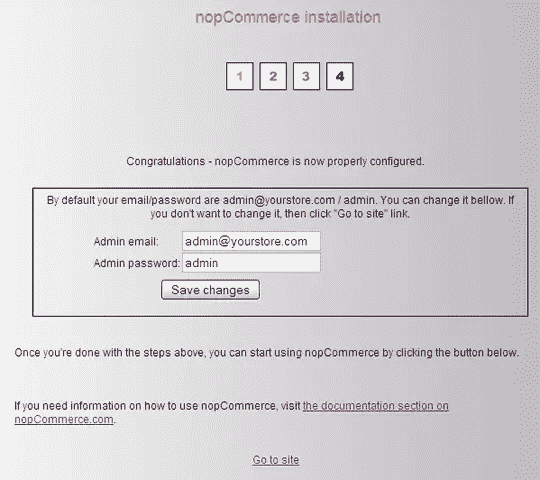 nopCommerce installation
1 2 3 4
Congratulations - nopCommerce is now properly configured.
By default your email/password are admin@yourstore.com / admin. You can change it bellow. If
you don't want to change it, then click "Go to site" link.
Admin email: admin@yourstore.com
Admin password: admin
Save changes
Once you're done with the steps above, you can start using nopCommerce by clicking the button below.
If you need information on how to use nopCommerce, visit the documentation section on
nopCommerce.com.
Go to site